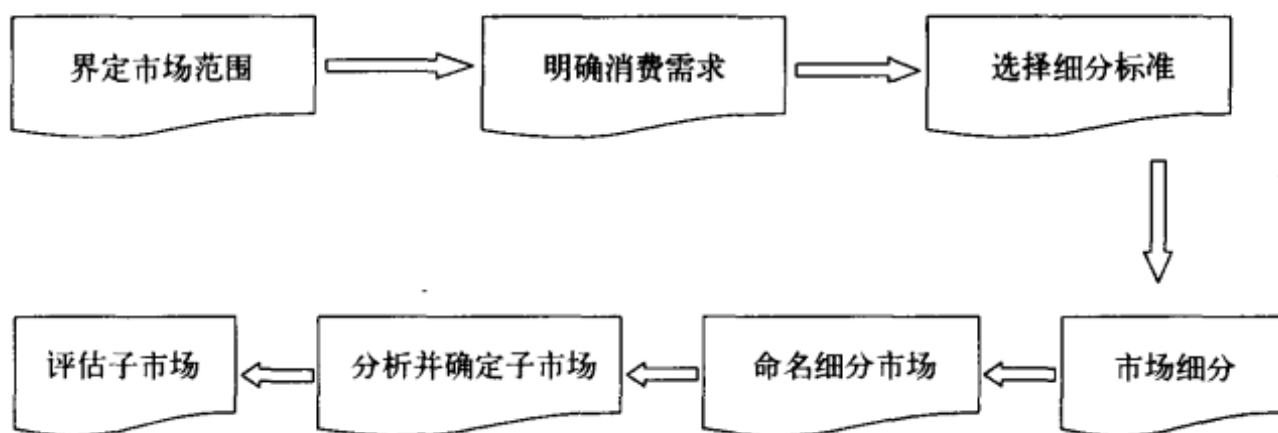 界定市场范围
明确消费需求
选择细分标准
市场细分
命名细分市场
分析并确定子市场
评估子市场